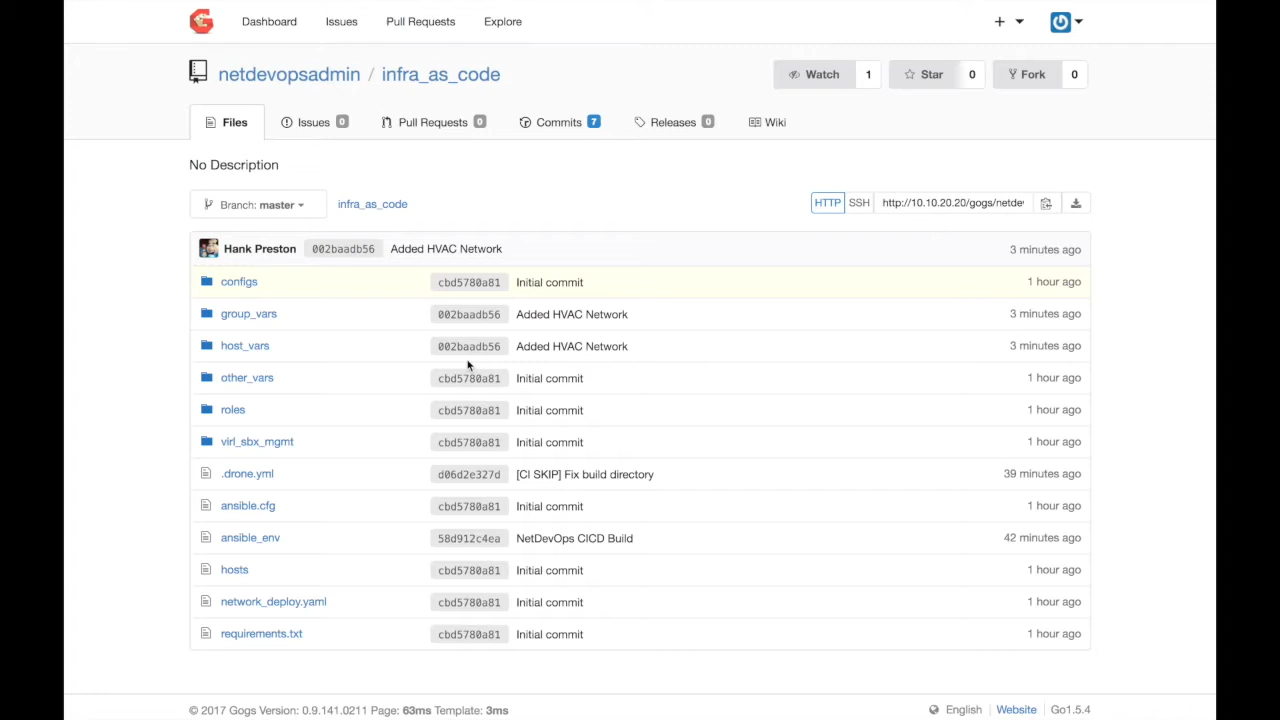 Dashboard Issues Pull Requests Explore
netdevopsadmin / infra_as_code Watch 1 Star 0 Fork 0
Files Issues 0 Pull Requests 0 Commits 7 Releases 0 Wiki
No Description
Branch: master infra_as_code HTTP SSH http://10.10.20.20/gogs/netde
Hank Preston 002baadb56 Added HVAC Network 3 minutes ago
configs cbd5780a81 Initial commit 1 hour ago
group_vars 002baadb56 Added HVAC Network 3 minutes ago
host_vars 002baadb56 Added HVAC Network 3 minutes ago
other_vars cbd5780a81 Initial commit 1 hour ago
roles cbd5780a81 Initial commit 1 hour ago
virl_sbx_mgmt cbd5780a81 Initial commit 1 hour ago
.drone.yml d06d2e327d [CI SKIP] Fix build directory 39 minutes ago
ansible.cfg cbd5780a81 Initial commit 1 hour ago
ansible_env 58d912c4ea NetDevOps CICD Build 42 minutes ago
hosts cbd5780a81 Initial commit 1 hour ago
network_deploy.yaml cbd5780a81 Initial commit 1 hour ago
requirements.txt cbd5780a81 Initial commit 1 hour ago
© 2017 Gogs Version: 0.9.141.0211 Page: 63ms Template: 3ms English Website Go1.5.4